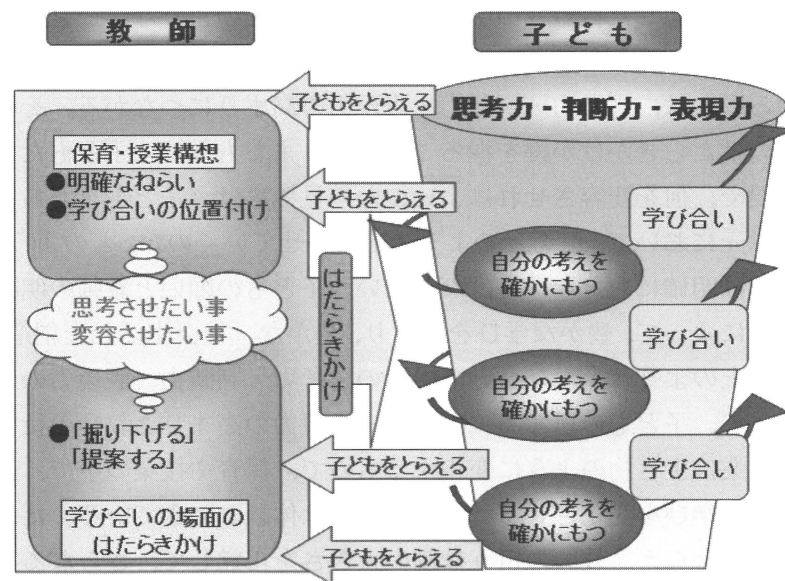 教 師
子 ど も
子どもをとらえる
思考力・判断力・表現力
保育・授業構想
●明確なねらい
●学び合いの位置付け
子どもをとらえる
学び合い
自分の考えを
確かにもつ
はたらきかけ
思考させたい事
変容させたい事
学び合い
自分の考えを
確かにもつ
●「掘り下げる」
「提案する」
子どもをとらえる
学び合い
自分の考えを
確かにもつ
学び合いの場面の
はたらきかけ
子どもをとらえる